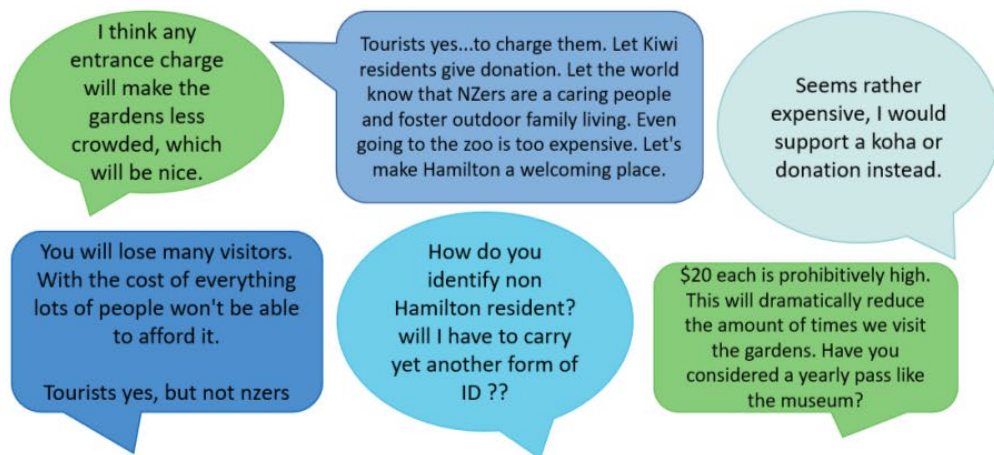 I think any
entrance charge
will make the
gardens less
crowded, which
will be nice.
Tourists yes...to charge them. Let Kiwi
residents give donation. Let the world
know that NZers are a caring people
and foster outdoor family living. Even
going to the zoo is too expensive. Let's
make Hamilton a welcoming place.
Seems rather
expensive, I would
support a koha or
donation instead.
You will lose many visitors.
With the cost of everything
lots of people won't be able
to afford it.
Tourists yes, but not nzers
How do you
identify non
Hamilton resident?
will I have to carry
yet another form of
ID ??
$20 each is prohibitively high.
This will dramatically reduce
the amount of times we visit
the gardens. Have you
considered a yearly pass like
the museum?